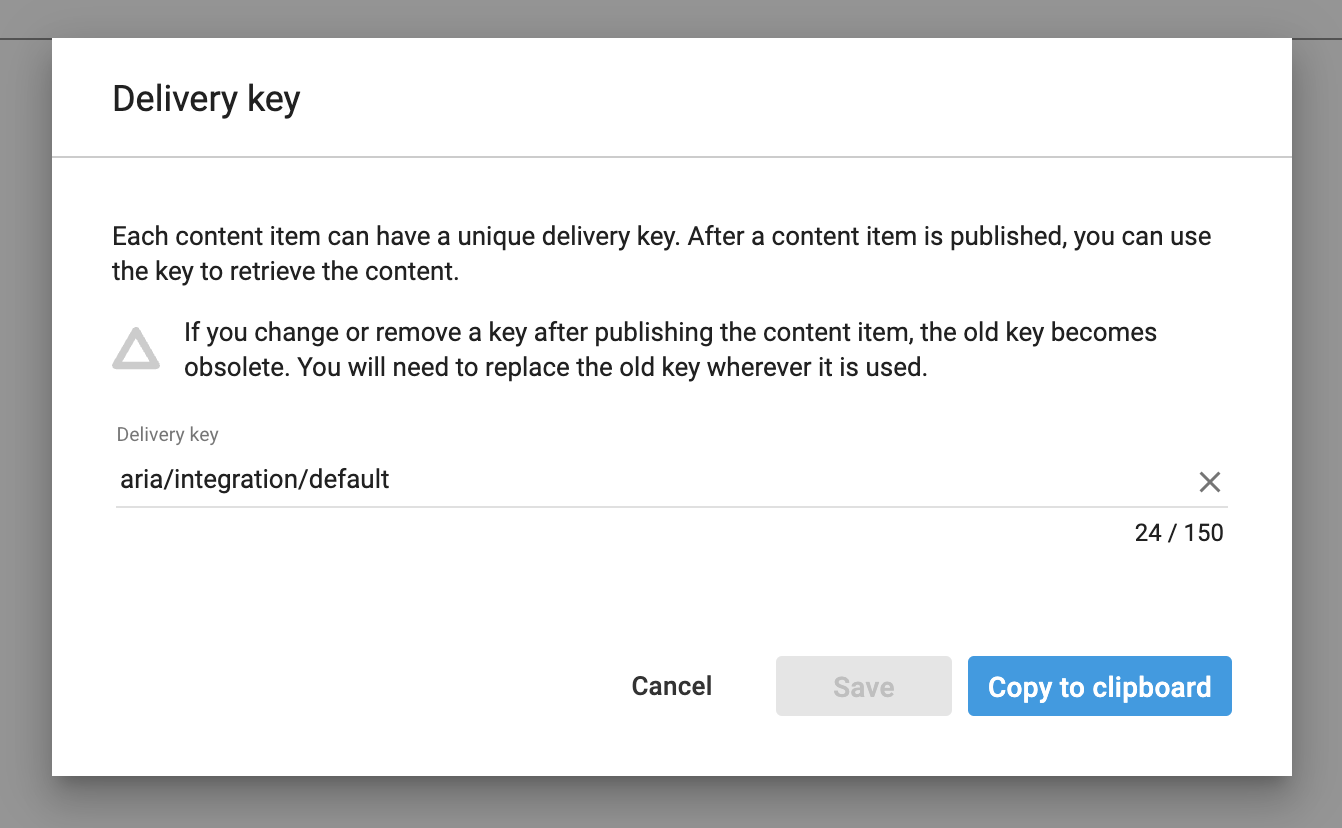 Delivery key
Each content item can have a unique delivery key. After a content item is published, you can use
the key to retrieve the content.
If you change or remove a key after publishing the content item, the old key becomes
obsolete. You will need to replace the old key wherever it is used.
Delivery key
aria/integration/default
24 / 150
Cancel
Save
Copy to clipboard